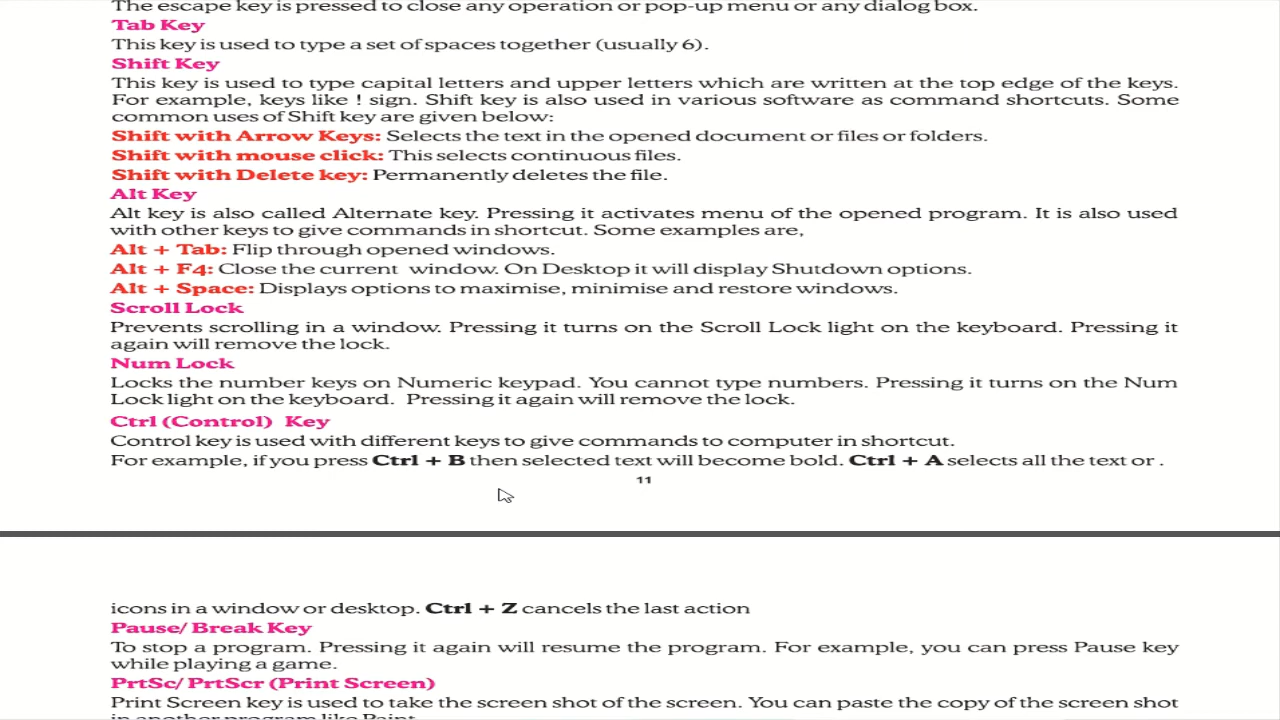 The escape key is pressed to close any operation or pop-up menu or any dialog box.
Tab Key
This key is used to type a set of spaces together (usually 6).
Shift Key
This key is used to type capital letters and upper letters which are written at the top edge of the keys.
For example, keys like ! sign. Shift key is also used in various software as command shortcuts. Some
common uses of Shift key are given below:
Shift with Arrow Keys: Selects the text in the opened document or files or folders.
Shift with mouse click: This selects continuous files.
Shift with Delete key: Permanently deletes the file.
Alt Key
Alt key is also called Alternate key. Pressing it activates menu of the opened program. It is also used
with other keys to give commands in shortcut. Some examples are,
Alt + Tab: Flip through opened windows.
Alt + F4: Close the current window. On Desktop it will display Shutdown options.
Alt + Space: Displays options to maximise, minimise and restore windows.
Scroll Lock
Prevents scrolling in a window. Pressing it turns on the Scroll Lock light on the keyboard. Pressing it
again will remove the lock.
Num Lock
Locks the number keys on Numeric keypad. You cannot type numbers. Pressing it turns on the Num
Lock light on the keyboard. Pressing it again will remove the lock.
Ctrl (Control) Key
Control key is used with different keys to give commands to computer in shortcut.
For example, if you press Ctrl + B then selected text will become bold. Ctrl + A selects all the text or .
11
icons in a window or desktop. Ctrl + Z cancels the last action
Pause/ Break Key
To stop a program. Pressing it again will resume the program. For example, you can press Pause key
while playing a game.
PrtSc/ PrtScr (Print Screen)
Print Screen key is used to take the screen shot of the screen. You can paste the copy of the screen shot
in another program like Paint.